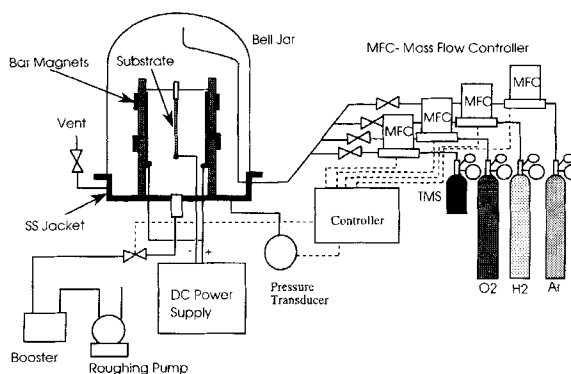 Bell Jar
MFC- Mass Flow Controller
Bar Magnets
Substrate
MFC
MFC
MFC
MFC
Vent
TMS
SS Jacket
Controller
- +
DC Power
Supply
Pressure
Transducer
O2
H2
Ar
Booster
Roughing Pump